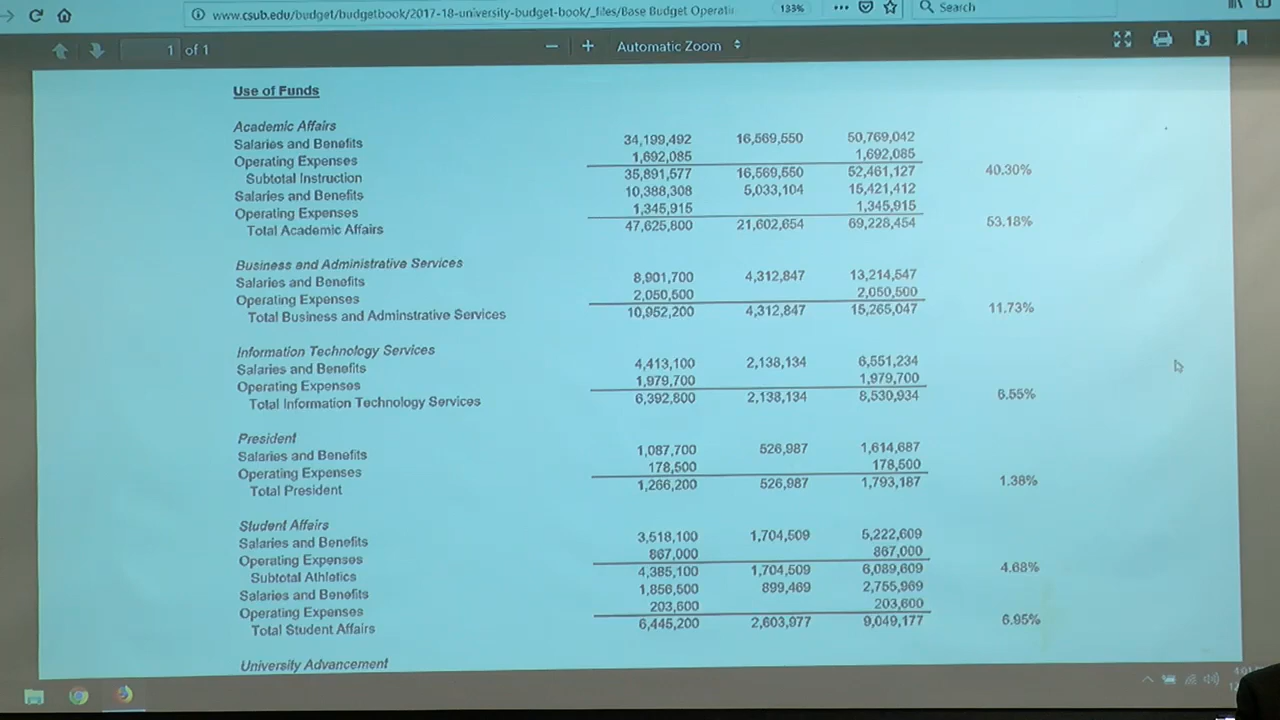 www.csub.edu/budget/budgetbook/2017-18-university-budget-book/_files/Base Budget Operati 133% Search
1 of 1 Automatic Zoom
Use of Funds
Academic Affairs
Salaries and Benefits 34,199,492 16,569,550 50,769,042
Operating Expenses 1,692,085 1,692,085
Subtotal Instruction 35,891,577 16,569,550 52,461,127 40.30%
Salaries and Benefits 10,388,308 5,033,104 15,421,412
Operating Expenses 1,345,915 1,345,915
Total Academic Affairs 47,625,800 21,602,654 69,228,454 53.18%
Business and Administrative Services
Salaries and Benefits 8,901,700 4,312,847 13,214,547
Operating Expenses 2,050,500 2,050,500
Total Business and Adminstrative Services 10,952,200 4,312,847 15,265,047 11.73%
Information Technology Services
Salaries and Benefits 4,413,100 2,138,134 6,551,234
Operating Expenses 1,979,700 1,979,700
Total Information Technology Services 6,392,800 2,138,134 8,530,934 6.55%
President
Salaries and Benefits 1,087,700 526,987 1,614,687
Operating Expenses 178,500 178,500
Total President 1,266,200 526,987 1,793,187 1.38%
Student Affairs
Salaries and Benefits 3,518,100 1,704,509 5,222,609
Operating Expenses 867,000 867,000
Subtotal Athletics 4,385,100 1,704,509 6,089,609 4.68%
Salaries and Benefits 1,856,500 899,469 2,755,969
Operating Expenses 203,600 203,600
Total Student Affairs 6,445,200 2,603,977 9,049,177 6.95%
University Advancement